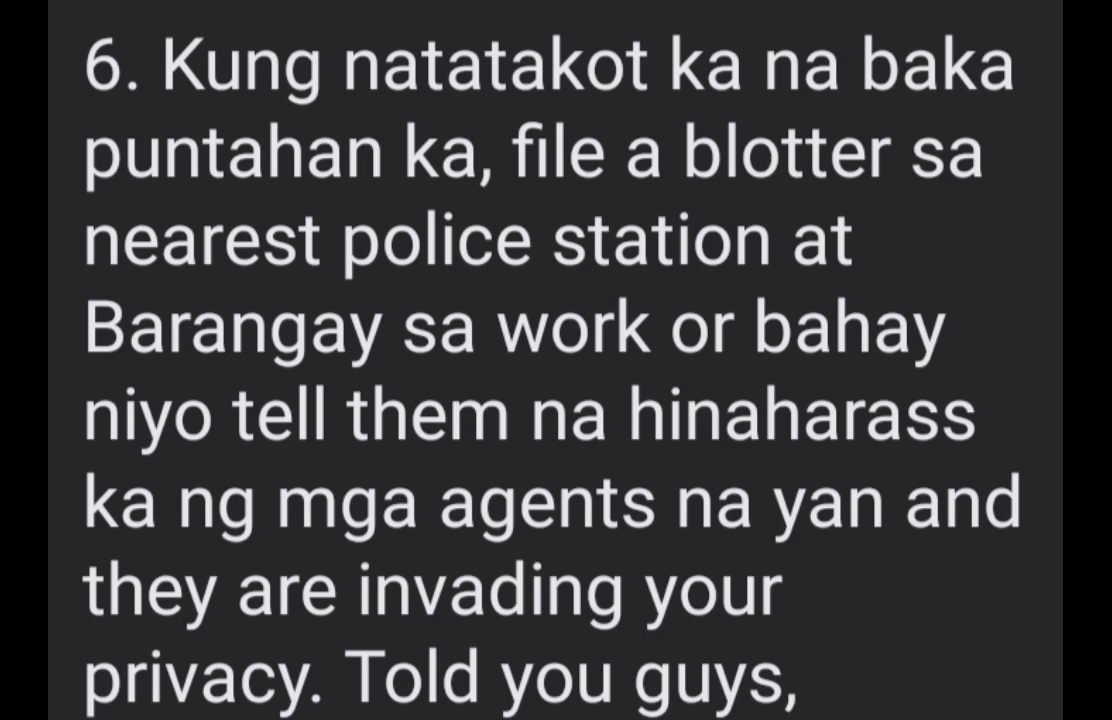 6. Kung natatakot ka na baka
puntahan ka, file a blotter sa
nearest police station at
Barangay sa work or bahay
niyo tell them na hinaharass
ka ng mga agents na yan and
they are invading your
privacy. Told you guys,